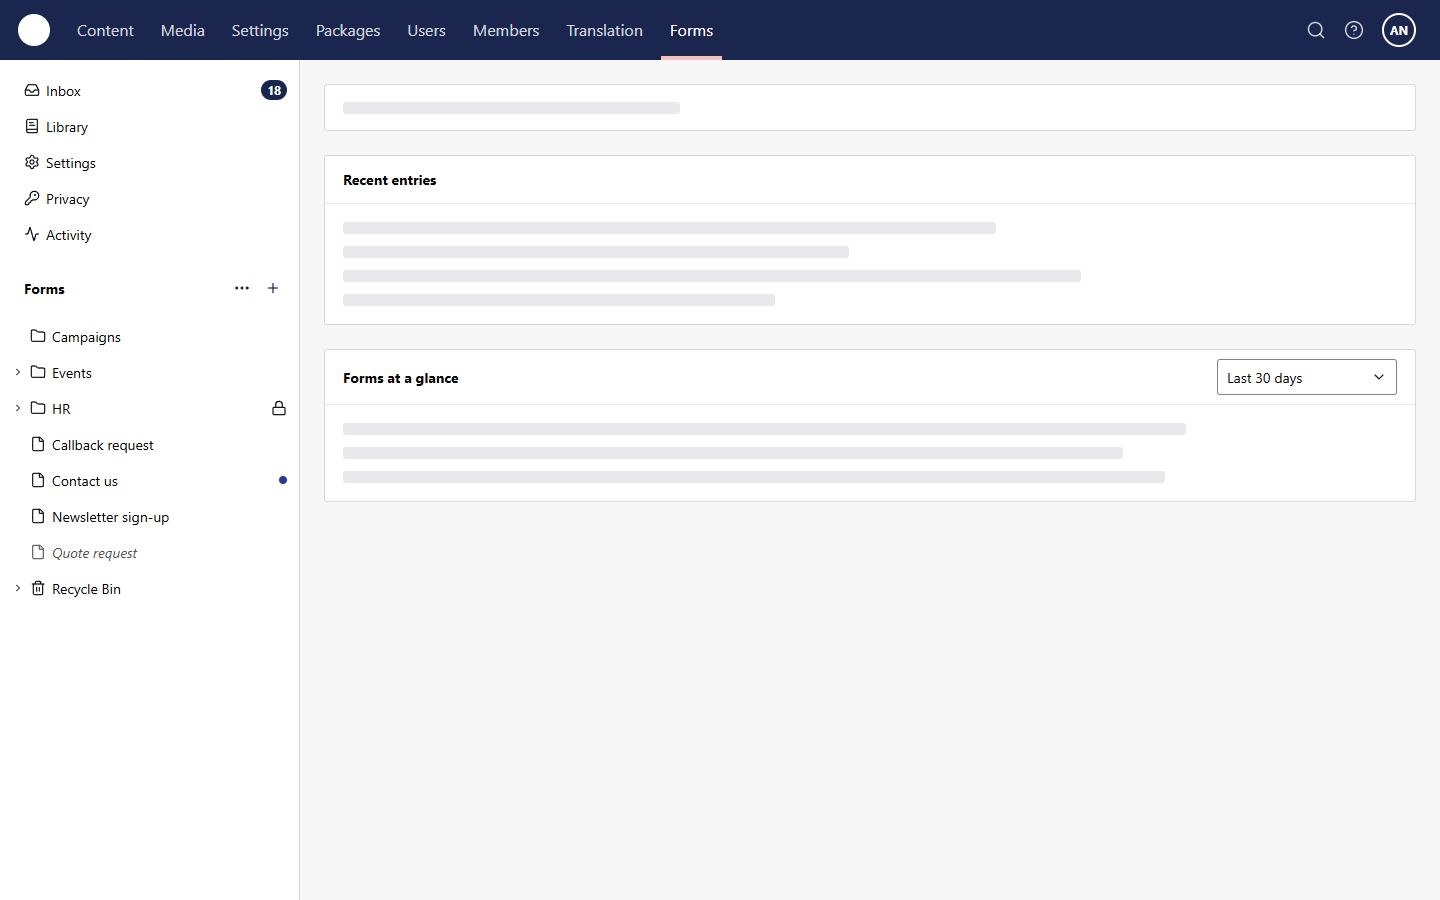 Content Media Settings Packages Users Members Translation Forms AN
Inbox 18
Library
Settings
Privacy
Activity
Forms
Campaigns
Events
HR
Callback request
Contact us
Newsletter sign-up
Quote request
Recycle Bin
Recent entries
Forms at a glance Last 30 days